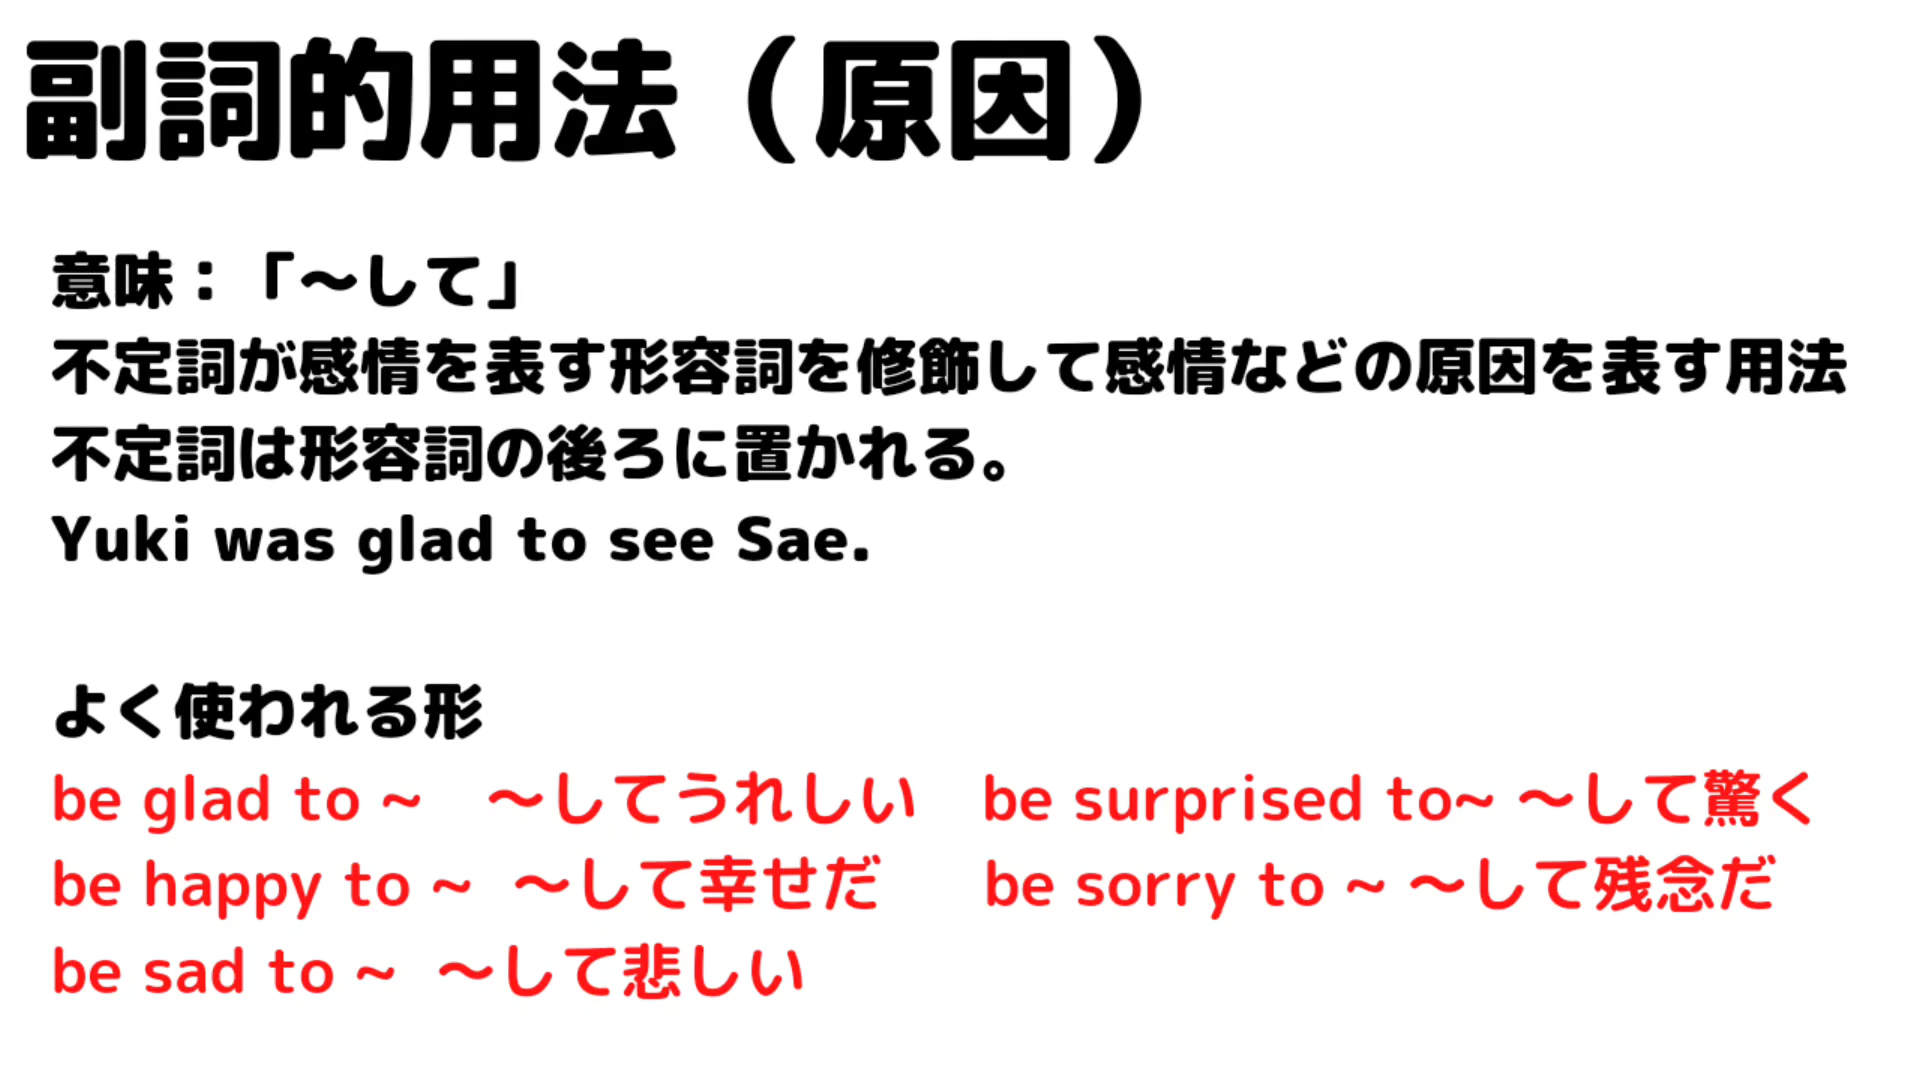 副詞的用法（原因）
意味：「〜して」
不定詞が感情を表す形容詞を修飾して感情などの原因を表す用法
不定詞は形容詞の後ろに置かれる。
Yuki was glad to see Sae.
よく使われる形
be glad to ~　〜してうれしい　be surprised to~ 〜して驚く
be happy to ~　〜して幸せだ　be sorry to ~ 〜して残念だ
be sad to ~　〜して悲しい